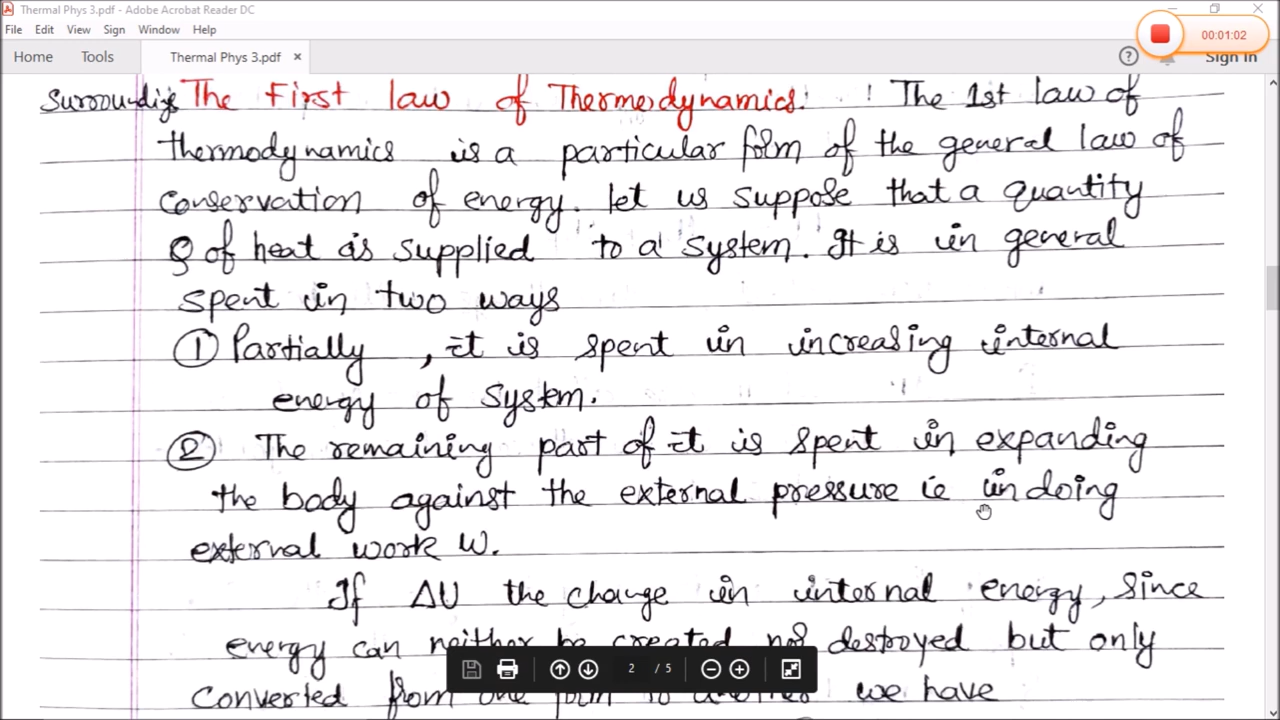 Thermal Phys 3.pdf - Adobe Acrobat Reader DC
File Edit View Sign Window Help
Home Tools Thermal Phys 3.pdf × Sign In
00:01:02
Surroundings The First law of Thermodynamics. The 1st law of
thermodynamics is a particular form of the general law of
conservation of energy. let us suppose that a quantity
Q of heat is supplied to a system. It is in general
spent in two ways
① Partially, it is spent in increasing internal
energy of system.
② The remaining part of it is spent in expanding
the body against the external pressure ie in doing
external work W.
If ΔU the change in internal energy, since
energy can neither be created nor destroyed but only
converted from one form to another we have
2 / 5